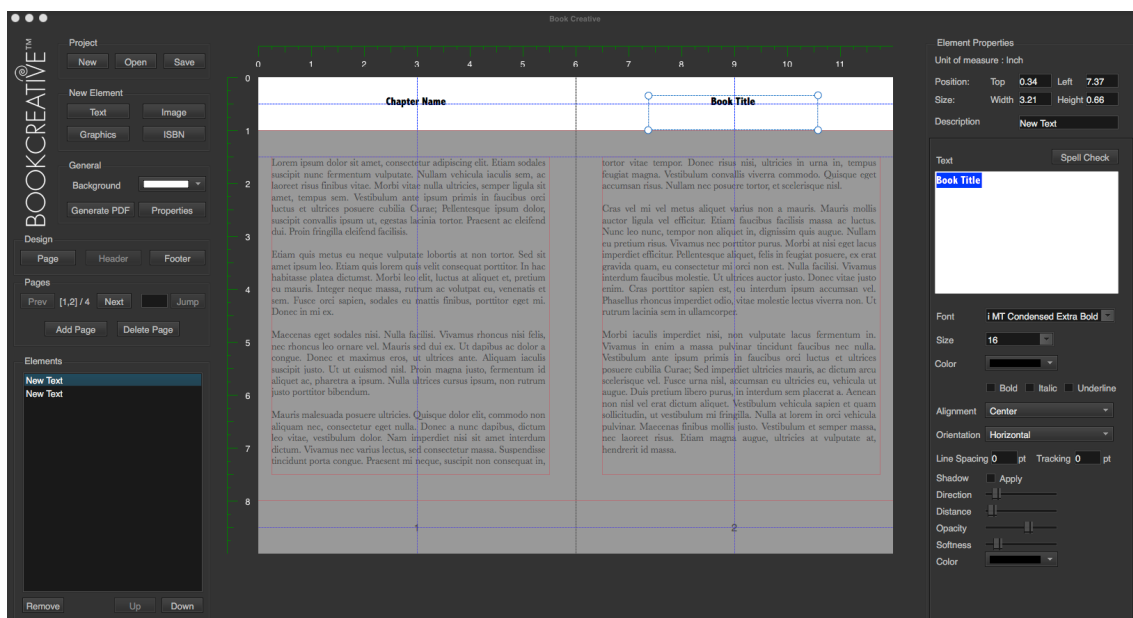 Book Creative
BOOKCREATIVE™
Project
New Open Save
New Element
Text Image
Graphics ISBN
General
Background
Generate PDF Properties
Design
Page Header Footer
Pages
Prev [1,2] / 4 Next Jump
Add Page Delete Page
Elements
New Text
New Text
Remove Up Down
0 1 2 3 4 5 6 7 8 9 10 11
0
1
2
3
4
5
6
7
8
Chapter Name
Book Title
Lorem ipsum dolor sit amet, consectetur adipiscing elit. Etiam sodales
suscipit nunc fermentum vulputate. Nullam vehicula iaculis sem, ac
laoreet risus finibus vitae. Morbi vitae nulla ultricies, semper ligula sit
amet, tempus sem. Vestibulum ante ipsum primis in faucibus orci
luctus et ultrices posuere cubilia Curae; Pellentesque ipsum dolor,
suscipit convallis ipsum ut, egestas lacinia tortor. Praesent ac eleifend
dui. Proin fringilla eleifend facilisis.
Etiam quis metus eu neque vulputate lobortis at non tortor. Sed sit
amet ipsum leo. Etiam quis lorem quis velit consequat porttitor. In hac
habitasse platea dictumst. Morbi leo elit, luctus at aliquet et, pretium
eu mauris. Integer neque massa, rutrum ac volutpat eu, venenatis et
sem. Fusce orci sapien, sodales eu mattis finibus, porttitor eget mi.
Donec in mi ex.
Maecenas eget sodales nisi. Nulla facilisi. Vivamus rhoncus nisi felis,
nec rhoncus leo ornare vel. Mauris sed dui ex. Ut dapibus ac dolor a
congue. Donec et maximus eros, ut ultrices ante. Aliquam iaculis
suscipit justo. Ut ut euismod nisl. Proin magna justo, fermentum id
aliquet ac, pharetra a ipsum. Nulla ultrices cursus ipsum, non rutrum
justo porttitor bibendum.
Mauris malesuada posuere ultricies. Quisque dolor elit, commodo non
aliquam nec, consectetur eget nulla. Donec a nunc dapibus, dictum
leo vitae, vestibulum dolor. Nam imperdiet nisi sit amet interdum
dictum. Vivamus nec varius lectus, sed consectetur massa. Suspendisse
tincidunt porta congue. Praesent mi neque, suscipit non consequat in,
1
tortor vitae tempor. Donec risus nisi, ultricies in urna in, tempus
feugiat magna. Vestibulum convallis viverra commodo. Quisque eget
accumsan risus. Nullam nec posuere tortor, et scelerisque nisl.
Cras vel mi vel metus aliquet varius non a mauris. Mauris mollis
auctor ligula vel efficitur. Etiam faucibus facilisis massa ac luctus.
Nunc leo nunc, tempor non aliquet in, dignissim quis augue. Nullam
eu pretium risus. Vivamus nec porttitor purus. Morbi at nisi eget lacus
imperdiet efficitur. Pellentesque aliquet, felis in feugiat posuere, ex erat
gravida quam, eu consectetur mi orci non est. Nulla facilisi. Vivamus
interdum faucibus molestie. Ut ultrices auctor justo. Donec vitae justo
enim. Cras porttitor sapien est, eu interdum ipsum accumsan vel.
Phasellus rhoncus imperdiet odio, vitae molestie lectus viverra non. Ut
rutrum lacinia sem in ullamcorper.
Morbi iaculis imperdiet nisi, non vulputate lacus fermentum in.
Vivamus in enim a massa pulvinar tincidunt faucibus nec nulla.
Vestibulum ante ipsum primis in faucibus orci luctus et ultrices
posuere cubilia Curae; Sed imperdiet ultricies mauris, ac dictum arcu
scelerisque vel. Fusce urna nisl, accumsan eu ultricies eu, vehicula ut
augue. Duis pretium libero purus, in interdum sem placerat a. Aenean
non nisl vel erat dictum aliquet. Vestibulum vehicula sapien et quam
sollicitudin, ut vestibulum mi fringilla. Nulla at lorem in orci vehicula
pulvinar. Maecenas finibus mollis justo. Vestibulum et semper massa,
nec laoreet risus. Etiam magna augue, ultricies at vulputate at,
hendrerit id massa.
2
Element Properties
Unit of measure : Inch
Position: Top 0.34 Left 7.37
Size: Width 3.21 Height 0.66
Description New Text
Text Spell Check
Book Title
Font i MT Condensed Extra Bold
Size 16
Color
Bold Italic Underline
Alignment Center
Orientation Horizontal
Line Spacing 0 pt Tracking 0 pt
Shadow Apply
Direction
Distance
Opacity
Softness
Color